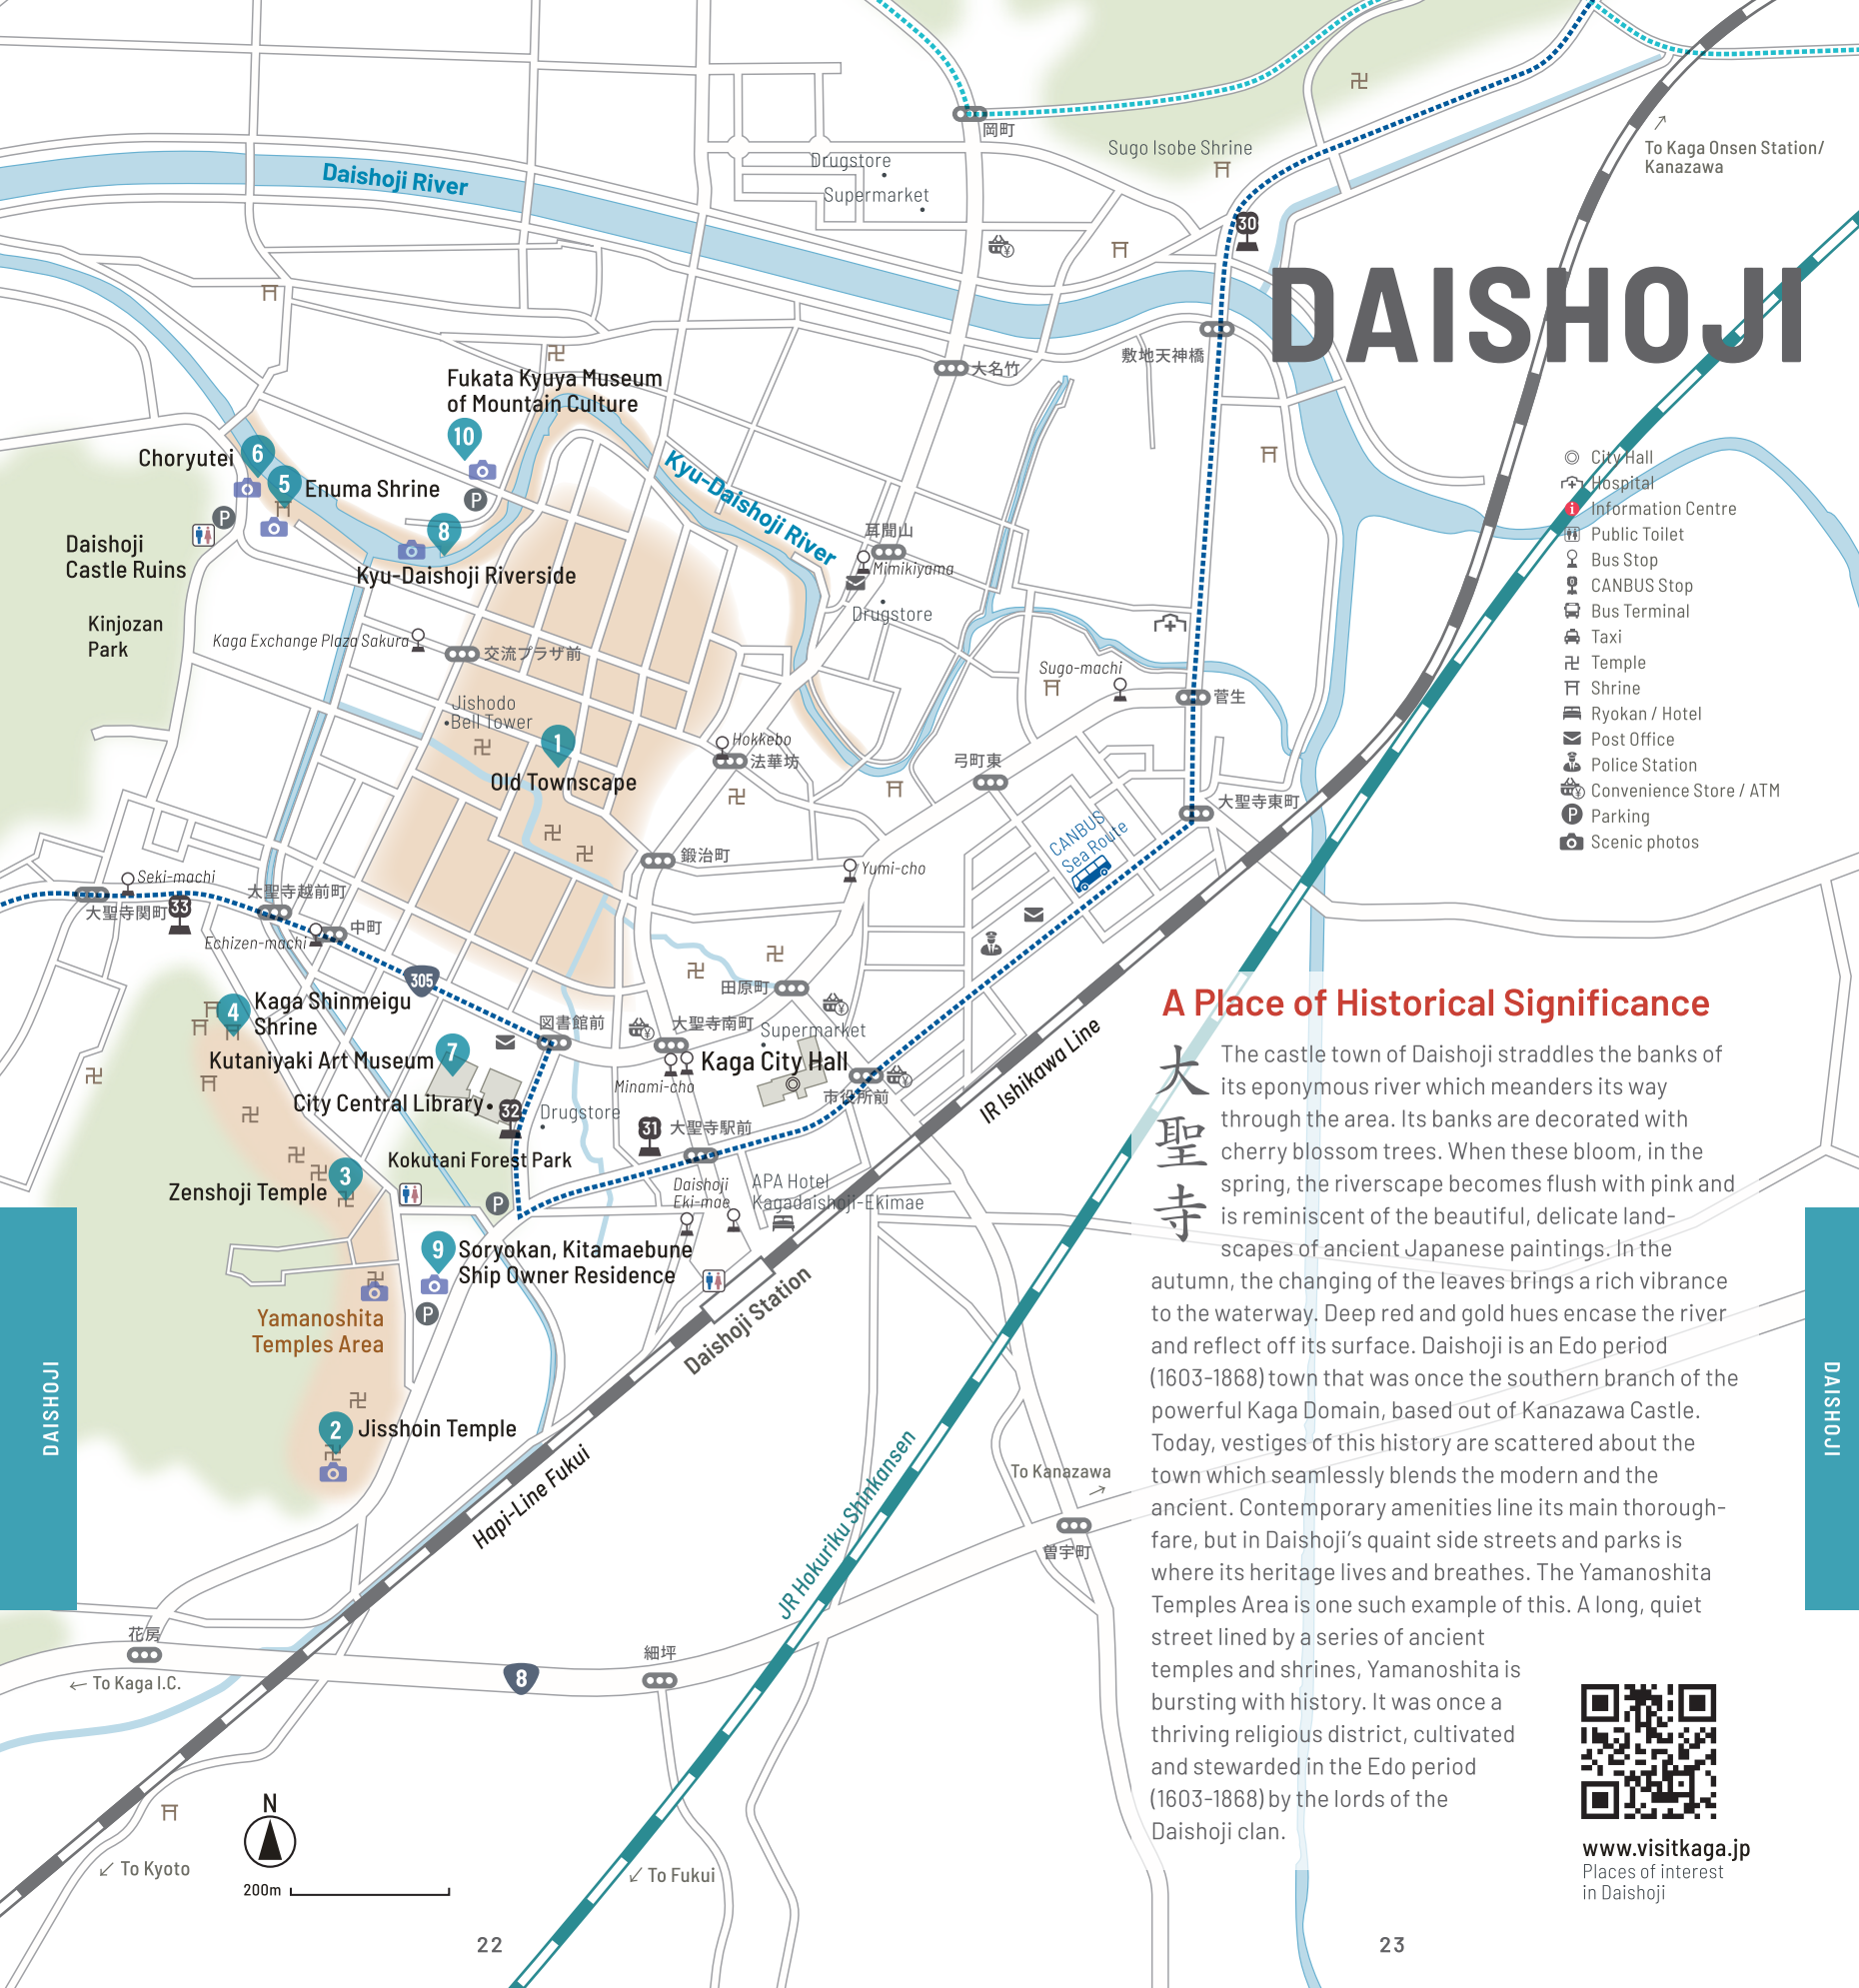 岡町
Sugo Isobe Shrine
To Kaga Onsen Station/
Kanazawa
Drugstore
Supermarket
Daishoji River
30
DAISHOJI
敷地天神橋
大名竹
Fukata Kyuya Museum
of Mountain Culture
10
Choryutei
6
5
Enuma Shrine
P
P
8
Kyu-Daishoji Riverside
Kyu-Daishoji River
Daishoji
Castle Ruins
Kinjozan
Park
耳聞山
Mimikiyama
Drugstore
Kaga Exchange Plaza Sakura
交流プラザ前
Sugo-machi
菅生
Jishodo
Bell Tower
1
Old Townscape
Hokkebo
法華坊
弓町東
大聖寺東町
CANBUS
Sea Route
鍛治町
Yumi-cho
City Hall
Hospital
Information Centre
Public Toilet
Bus Stop
CANBUS Stop
Bus Terminal
Taxi
Temple
Shrine
Ryokan / Hotel
Post Office
Police Station
Convenience Store / ATM
P Parking
Scenic photos
Seki-machi
大聖寺関町
33
大聖寺越前町
Echizen-machi
中町
305
田原町
4
Kaga Shinmeigu
Shrine
図書館前
大聖寺南町
Supermarket
Kutaniyaki Art Museum
7
Minami-cho
Kaga City Hall
市役所前
City Central Library
32
Drugstore
31
大聖寺駅前
Kokutani Forest Park
P
3
Zenshoji Temple
Daishoji
Eki-mae
APA Hotel
Kagadaishoji-Ekimae
9
Soryokan, Kitamaebune
Ship Owner Residence
P
Yamanoshita
Temples Area
2
Jisshoin Temple
Daishoji Station
IR Ishikawa Line
Hapi-Line Fukui
JR Hokuriku Shinkansen
To Kanazawa
曽宇町
花房
← To Kaga I.C.
8
細坪
To Kyoto
To Fukui
N
200m
DAISHOJI
DAISHOJI
A Place of Historical Significance
大聖寺
The castle town of Daishoji straddles the banks of
its eponymous river which meanders its way
through the area. Its banks are decorated with
cherry blossom trees. When these bloom, in the
spring, the riverscape becomes flush with pink and
is reminiscent of the beautiful, delicate land-
scapes of ancient Japanese paintings. In the
autumn, the changing of the leaves brings a rich vibrance
to the waterway. Deep red and gold hues encase the river
and reflect off its surface. Daishoji is an Edo period
(1603-1868) town that was once the southern branch of the
powerful Kaga Domain, based out of Kanazawa Castle.
Today, vestiges of this history are scattered about the
town which seamlessly blends the modern and the
ancient. Contemporary amenities line its main thorough-
fare, but in Daishoji’s quaint side streets and parks is
where its heritage lives and breathes. The Yamanoshita
Temples Area is one such example of this. A long, quiet
street lined by a series of ancient
temples and shrines, Yamanoshita is
bursting with history. It was once a
thriving religious district, cultivated
and stewarded in the Edo period
(1603-1868) by the lords of the
Daishoji clan.
www.visitkaga.jp
Places of interest
in Daishoji
22
23